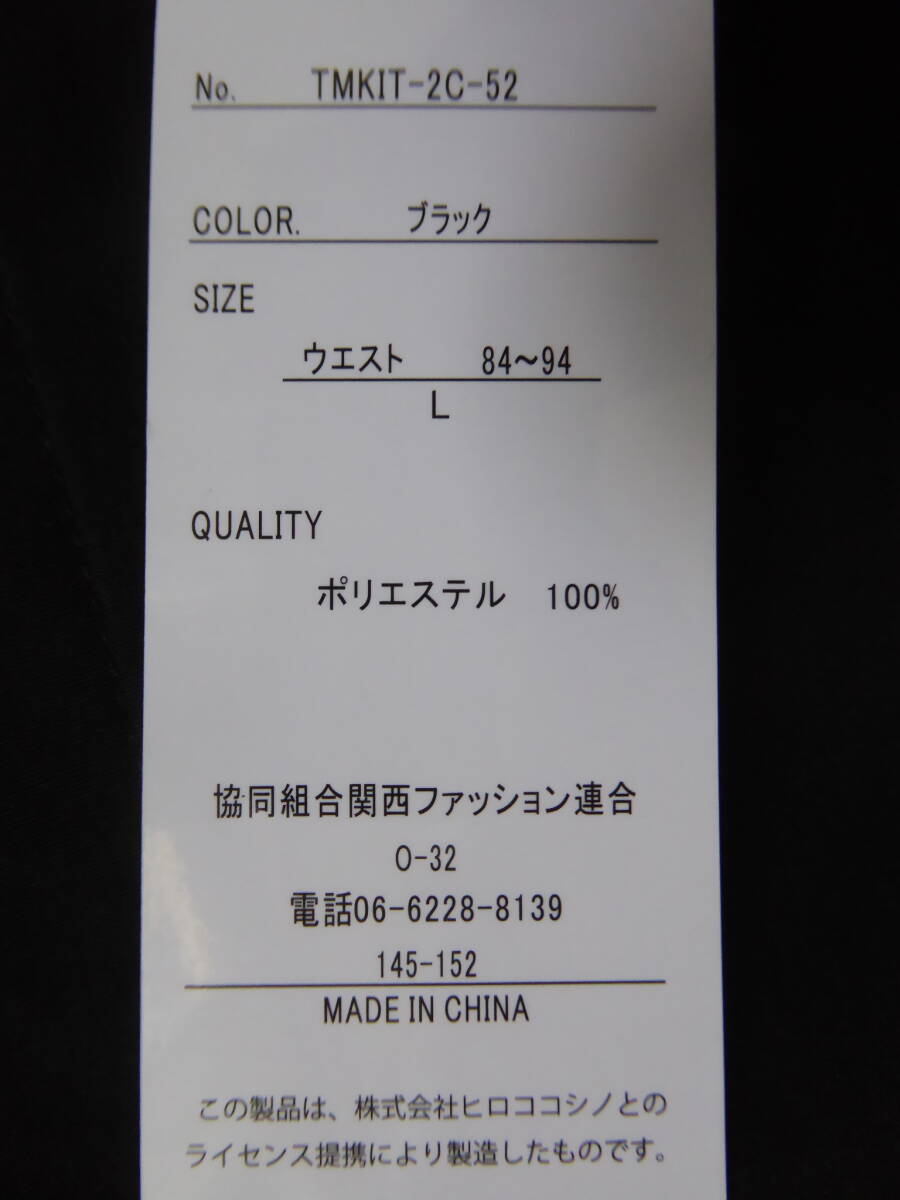 No. TMKIT-2C-52
COLOR. ブラック
SIZE
ウエスト 84～94
L
QUALITY
ポリエステル 100%
協同組合関西ファッション連合
O-32
電話06-6228-8139
145-152
MADE IN CHINA
この製品は、株式会社ヒロココシノとの
ライセンス提携により製造したものです。